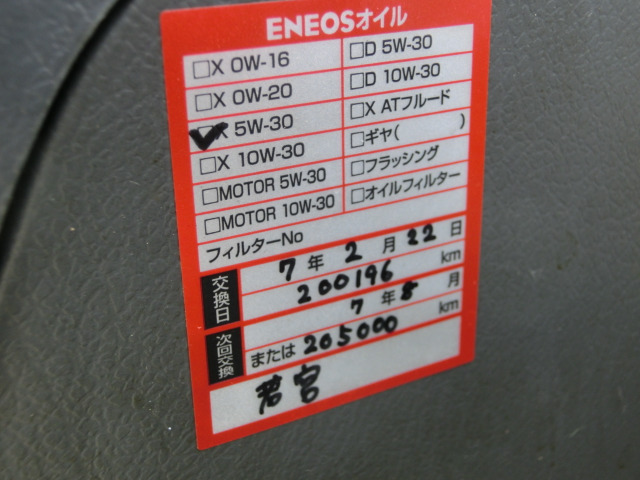 ENEOSオイル
□X 0W-16
□D 5W-30
□X 0W-20
□D 10W-30
☑X 5W-30
□X ATフルード
□X 10W-30
□ギヤ( )
□MOTOR 5W-30
□フラッシング
□MOTOR 10W-30
□オイルフィルター
フィルターNo
交換日
7年2月22日
200196 km
次回交換
7年8月
または 205000 km
若宮